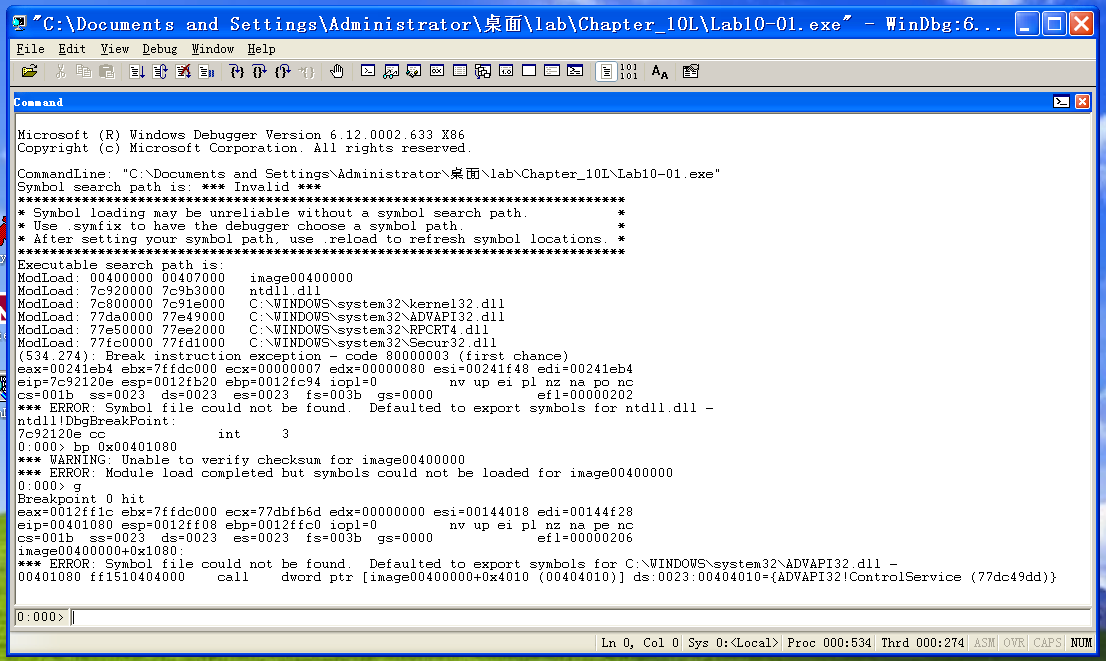 "C:\Documents and Settings\Administrator\桌面\lab\Chapter_10L\Lab10-01.exe" - WinDbg:6...
File Edit View Debug Window Help
Command
Microsoft (R) Windows Debugger Version 6.12.0002.633 X86
Copyright (c) Microsoft Corporation. All rights reserved.
CommandLine: "C:\Documents and Settings\Administrator\桌面\lab\Chapter_10L\Lab10-01.exe"
Symbol search path is: *** Invalid ***
****************************************************************************
* Symbol loading may be unreliable without a symbol search path.           *
* Use .symfix to have the debugger choose a symbol path.                   *
* After setting your symbol path, use .reload to refresh symbol locations. *
****************************************************************************
Executable search path is:
ModLoad: 00400000 00407000   image00400000
ModLoad: 7c920000 7c9b3000   ntdll.dll
ModLoad: 7c800000 7c91e000   C:\WINDOWS\system32\kernel32.dll
ModLoad: 77da0000 77e49000   C:\WINDOWS\system32\ADVAPI32.dll
ModLoad: 77e50000 77ee2000   C:\WINDOWS\system32\RPCRT4.dll
ModLoad: 77fc0000 77fd1000   C:\WINDOWS\system32\Secur32.dll
(534.274): Break instruction exception - code 80000003 (first chance)
eax=00241eb4 ebx=7ffdc000 ecx=00000007 edx=00000080 esi=00241f48 edi=00241eb4
eip=7c92120e esp=0012fb20 ebp=0012fc94 iopl=0         nv up ei pl nz na po nc
cs=001b  ss=0023  ds=0023  es=0023  fs=003b  gs=0000             efl=00000202
*** ERROR: Symbol file could not be found.  Defaulted to export symbols for ntdll.dll -
ntdll!DbgBreakPoint:
7c92120e cc              int     3
0:000> bp 0x00401080
*** WARNING: Unable to verify checksum for image00400000
*** ERROR: Module load completed but symbols could not be loaded for image00400000
0:000> g
Breakpoint 0 hit
eax=0012ff1c ebx=7ffdc000 ecx=77dbfb6d edx=00000000 esi=00144018 edi=00144f28
eip=00401080 esp=0012ff08 ebp=0012ffc0 iopl=0         nv up ei pl nz na pe nc
cs=001b  ss=0023  ds=0023  es=0023  fs=003b  gs=0000             efl=00000206
image00400000+0x1080:
*** ERROR: Symbol file could not be found.  Defaulted to export symbols for C:\WINDOWS\system32\ADVAPI32.dll -
00401080 ff1510404000    call    dword ptr [image00400000+0x4010 (00404010)] ds:0023:00404010={ADVAPI32!ControlService (77dc49dd)}
0:000>
Ln 0, Col 0 Sys 0:<Local> Proc 000:534 Thrd 000:274 ASM OVR CAPS NUM